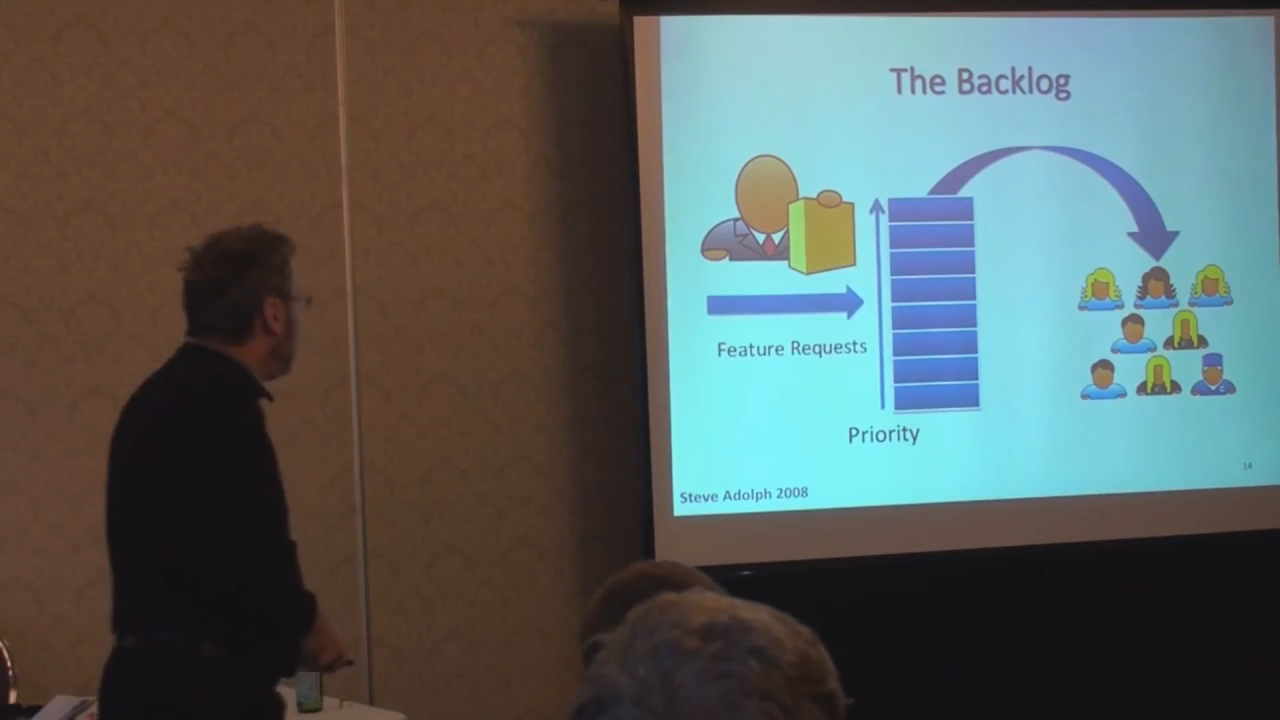 The Backlog
Feature Requests
Priority
14
Steve Adolph 2008